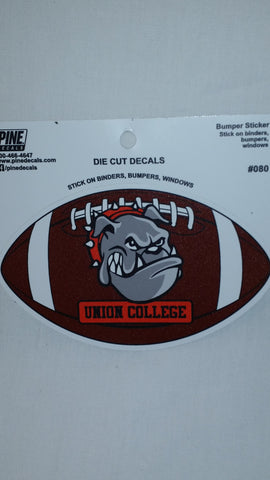 PINE
DECALS
00-466-4647
www.pinedecals.com
/pinedecals
DIE CUT DECALS
STICK ON BINDERS, BUMPERS, WINDOWS
Bumper Sticker
Stick on binders,
bumpers,
windows
#080
UNION COLLEGE